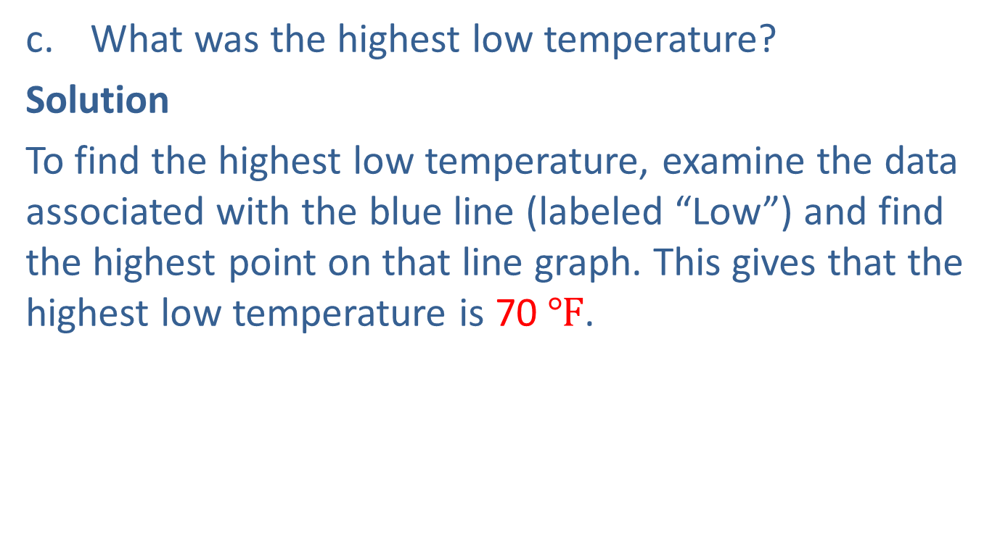 c. What was the highest low temperature?
Solution
To find the highest low temperature, examine the data
associated with the blue line (labeled “Low”) and find
the highest point on that line graph. This gives that the
highest low temperature is 70 °F.